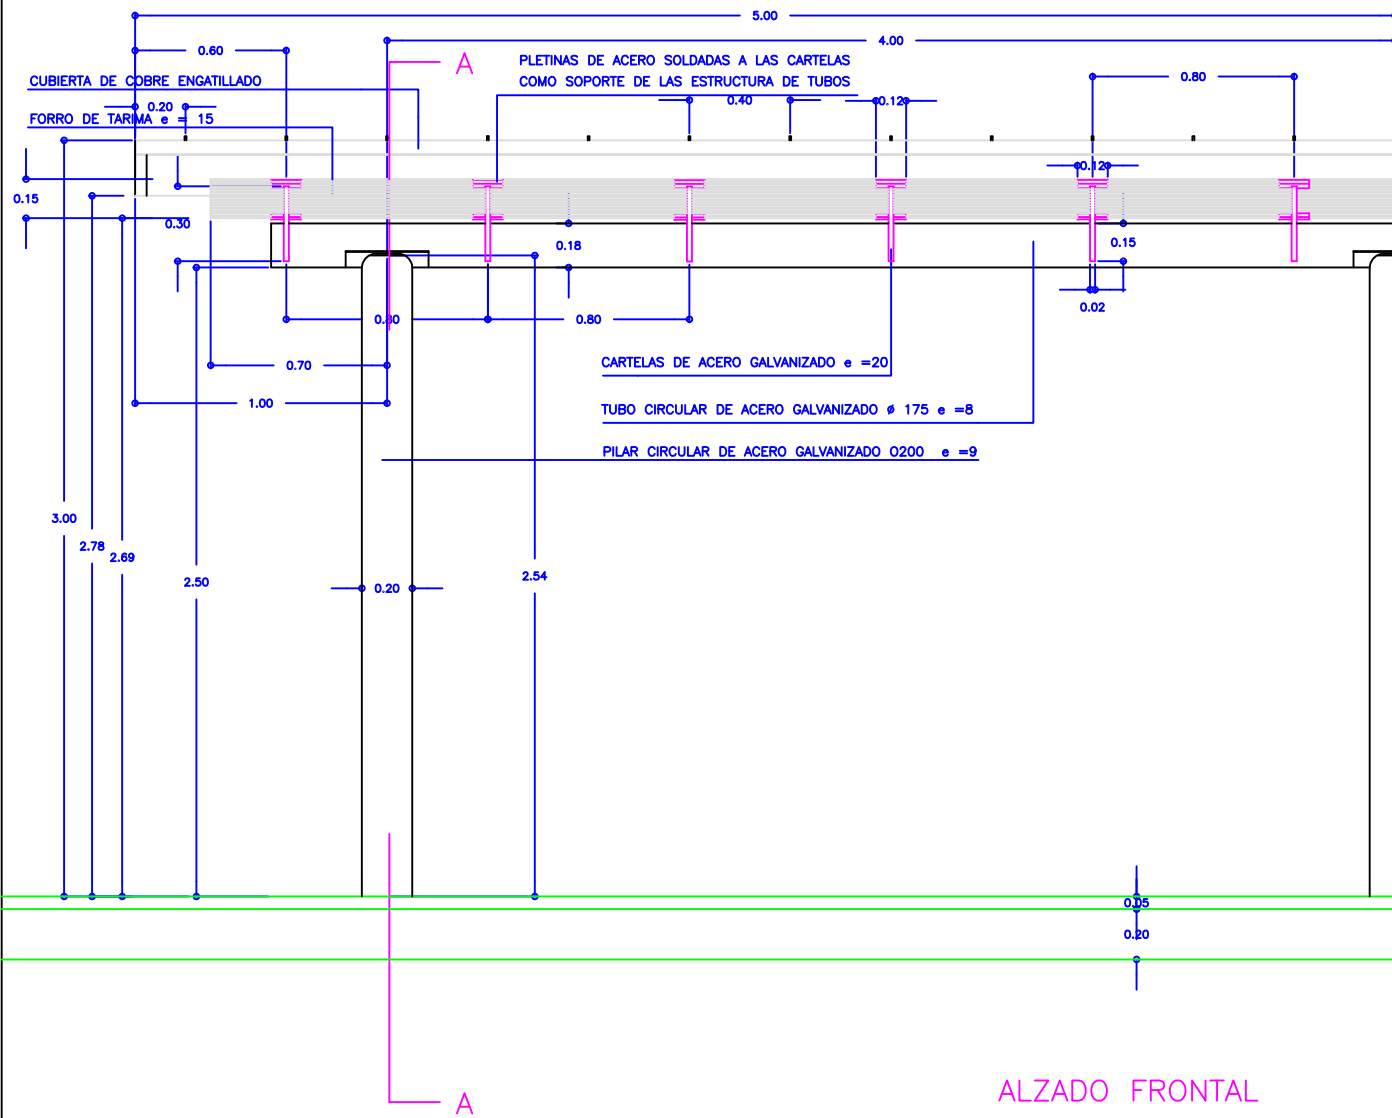 5.00
4.00
0.60
A
PLETINAS DE ACERO SOLDADAS A LAS CARTELAS
COMO SOPORTE DE LAS ESTRUCTURA DE TUBOS
0.80
CUBIERTA DE COBRE ENGATILLADO
0.20
0.40
0.12
FORRO DE TARIMA e = 15
0.12
0.15
0.30
0.18
0.15
0.02
0.80
0.80
0.70
CARTELAS DE ACERO GALVANIZADO e =20
1.00
TUBO CIRCULAR DE ACERO GALVANIZADO ø 175 e =8
PILAR CIRCULAR DE ACERO GALVANIZADO O200 e =9
3.00
2.78
2.69
2.50
0.20
2.54
0.05
0.20
ALZADO FRONTAL
A